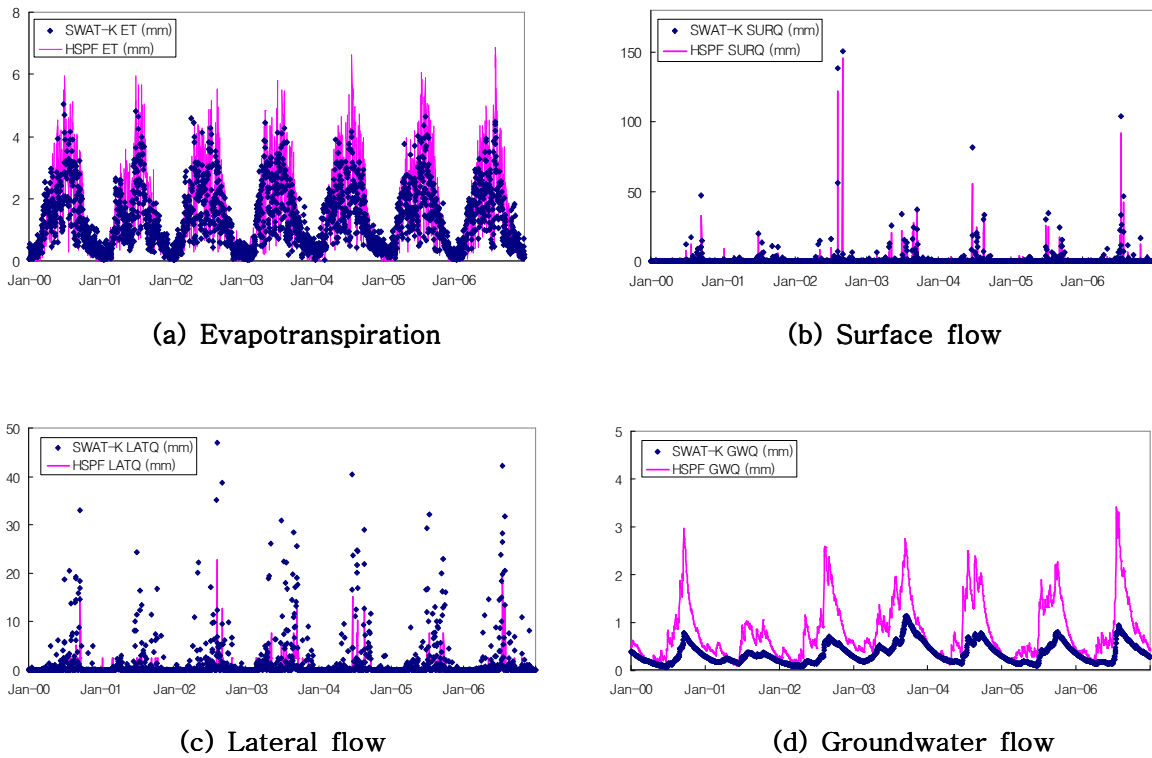 8
6
4
2
0
SWAT-K ET (mm)
HSPF ET (mm)
Jan-00 Jan-01 Jan-02 Jan-03 Jan-04 Jan-05 Jan-06
(a) Evapotranspiration
150
100
50
0
SWAT-K SURQ (mm)
HSPF SURQ (mm)
Jan-00 Jan-01 Jan-02 Jan-03 Jan-04 Jan-05 Jan-06
(b) Surface flow
50
40
30
20
10
0
SWAT-K LATQ (mm)
HSPF LATQ (mm)
Jan-00 Jan-01 Jan-02 Jan-03 Jan-04 Jan-05 Jan-06
(c) Lateral flow
5
4
3
2
1
0
SWAT-K GWQ (mm)
HSPF GWQ (mm)
Jan-00 Jan-01 Jan-02 Jan-03 Jan-04 Jan-05 Jan-06
(d) Groundwater flow